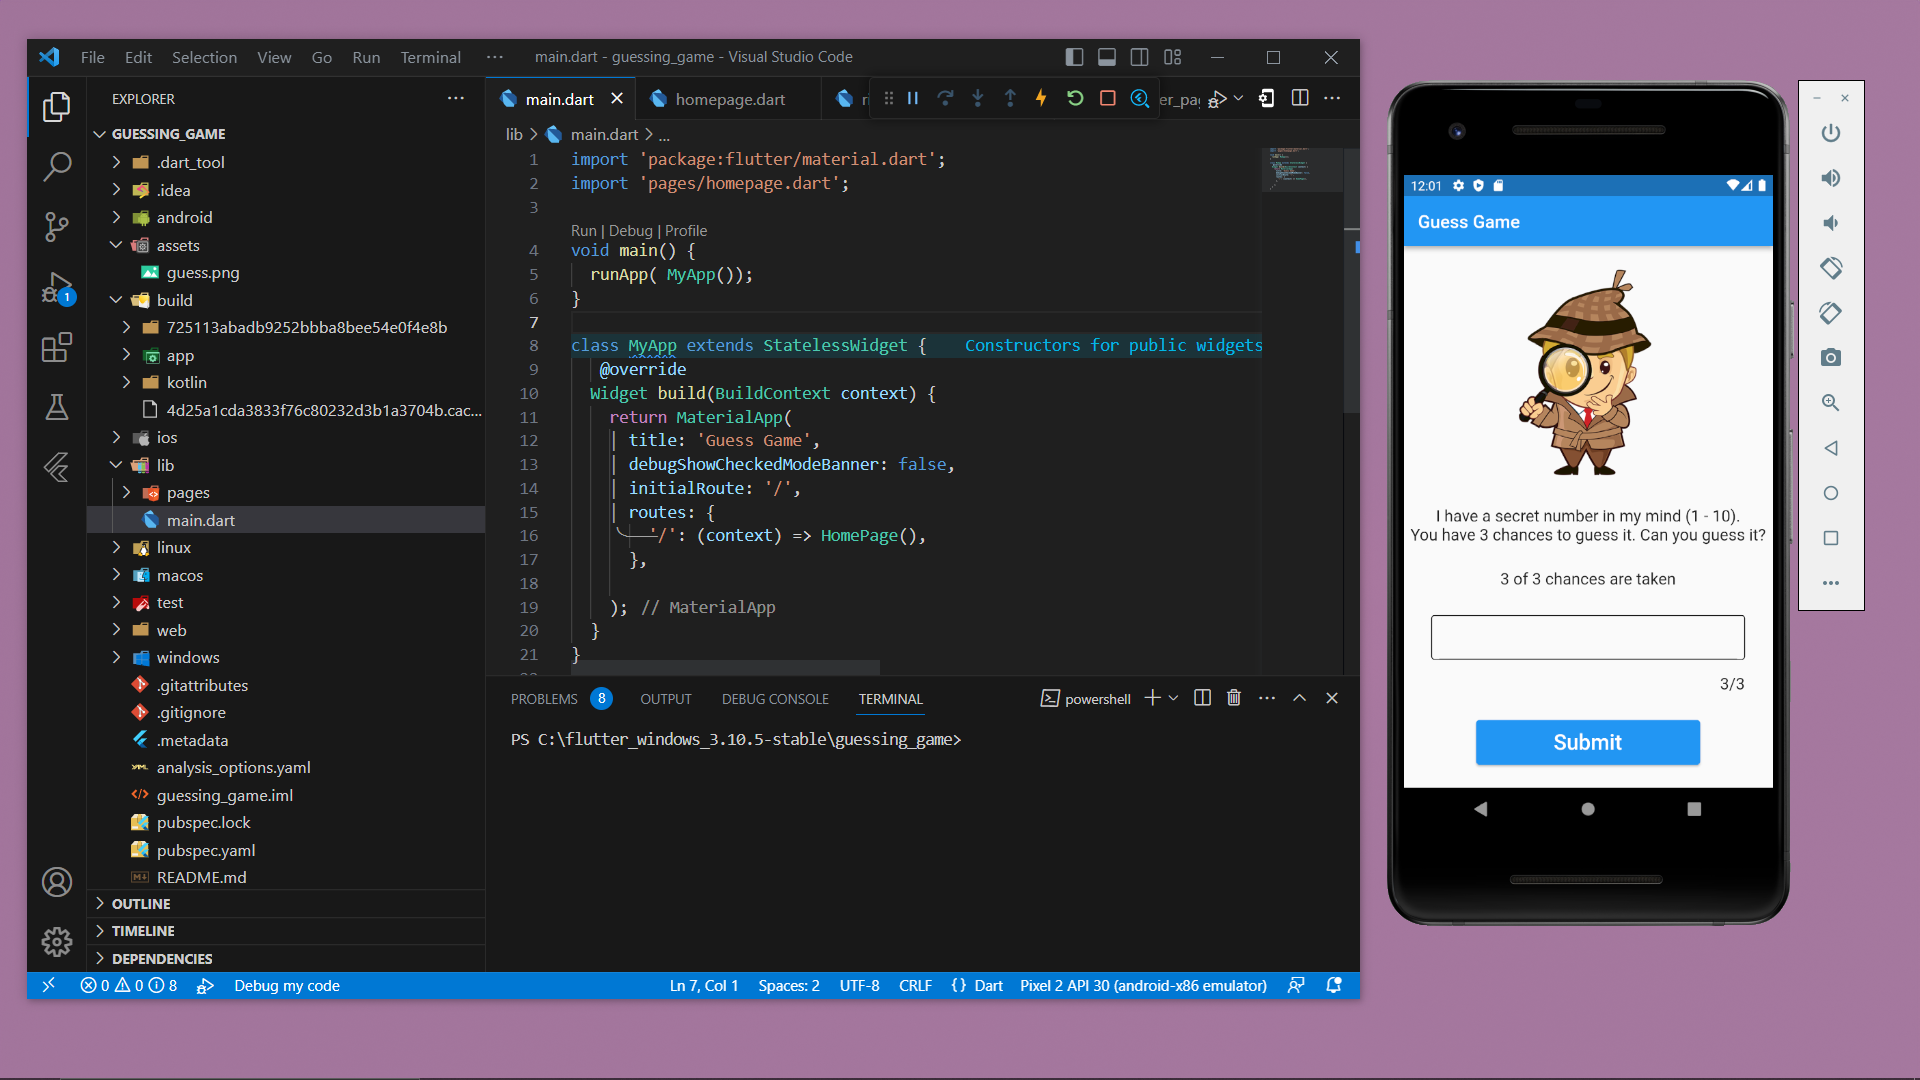 File Edit Selection View Go Run Terminal ··· main.dart - guessing_game - Visual Studio Code
EXPLORER
GUESSING_GAME
.dart_tool
.idea
android
assets
guess.png
build
725113abadb9252bbba8bee54e0f4e8b
app
kotlin
4d25a1cda3833f76c80232d3b1a3704b.cac...
ios
lib
pages
main.dart
linux
macos
test
web
windows
.gitattributes
.gitignore
.metadata
analysis_options.yaml
guessing_game.iml
pubspec.lock
pubspec.yaml
README.md
OUTLINE
TIMELINE
DEPENDENCIES
1
main.dart homepage.dart er_pa
lib > main.dart > ...
1 import 'package:flutter/material.dart';
2 import 'pages/homepage.dart';
3
Run | Debug | Profile
4 void main() {
5 runApp( MyApp());
6 }
7
8 class MyApp extends StatelessWidget { Constructors for public widgets
9 @override
10 Widget build(BuildContext context) {
11 return MaterialApp(
12 title: 'Guess Game',
13 debugShowCheckedModeBanner: false,
14 initialRoute: '/',
15 routes: {
16 '/': (context) => HomePage(),
17 },
18
19 ); // MaterialApp
20 }
21 }
PROBLEMS 8 OUTPUT DEBUG CONSOLE TERMINAL powershell
PS C:\flutter_windows_3.10.5-stable\guessing_game>
0 0 8 Debug my code Ln 7, Col 1 Spaces: 2 UTF-8 CRLF {} Dart Pixel 2 API 30 (android-x86 emulator)
12:01
Guess Game
I have a secret number in my mind (1 - 10).
You have 3 chances to guess it. Can you guess it?
3 of 3 chances are taken
3/3
Submit